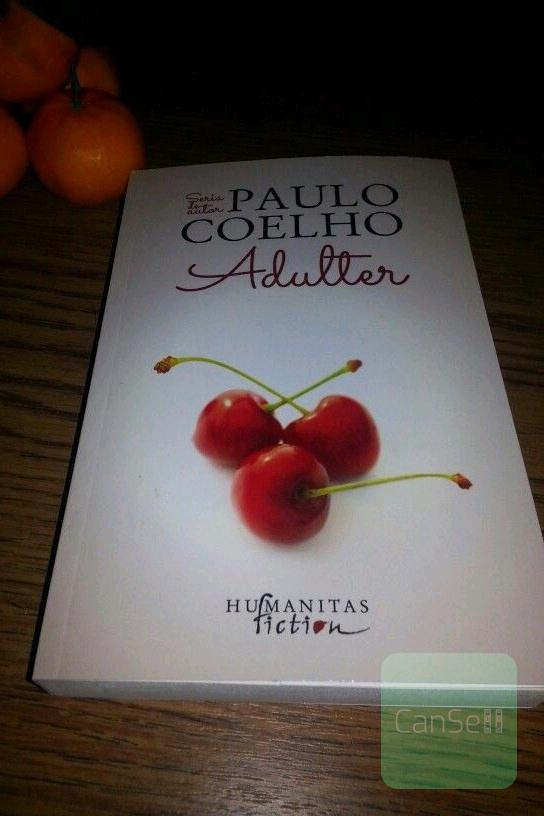 Seria
de
autor
PAULO
COELHO
Adulter
HUMANITAS
fiction
CanSell